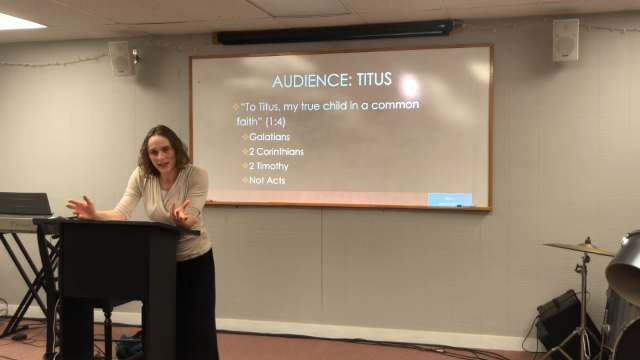 AUDIENCE: TITUS
“To Titus, my true child in a common
faith” (1:4)
Galatians
2 Corinthians
2 Timothy
Not Acts